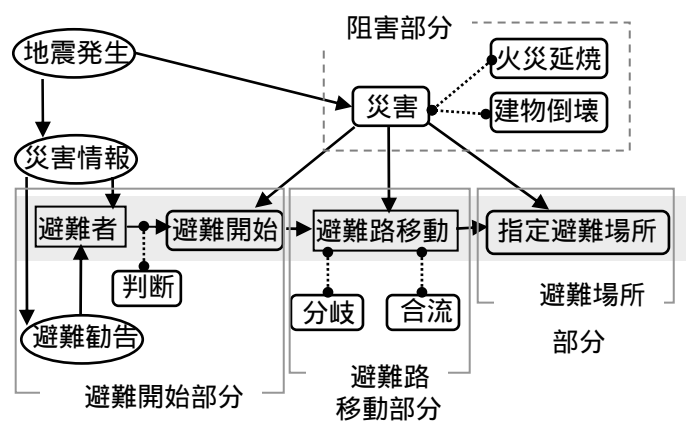 阻害部分
地震発生
火災延焼
災害
建物倒壊
災害情報
避難者
避難開始
避難路移動
指定避難場所
判断
分岐
合流
避難場所
部分
避難勧告
避難開始部分
避難路
移動部分